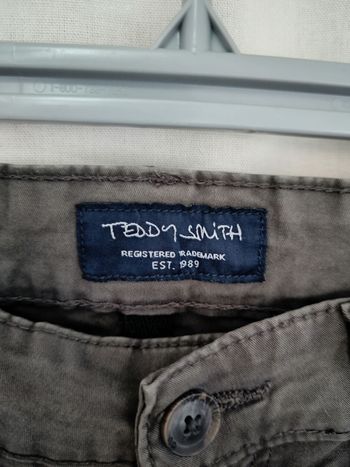 TEDDY SMITH
REGISTERED TRADEMARK
EST. 1989